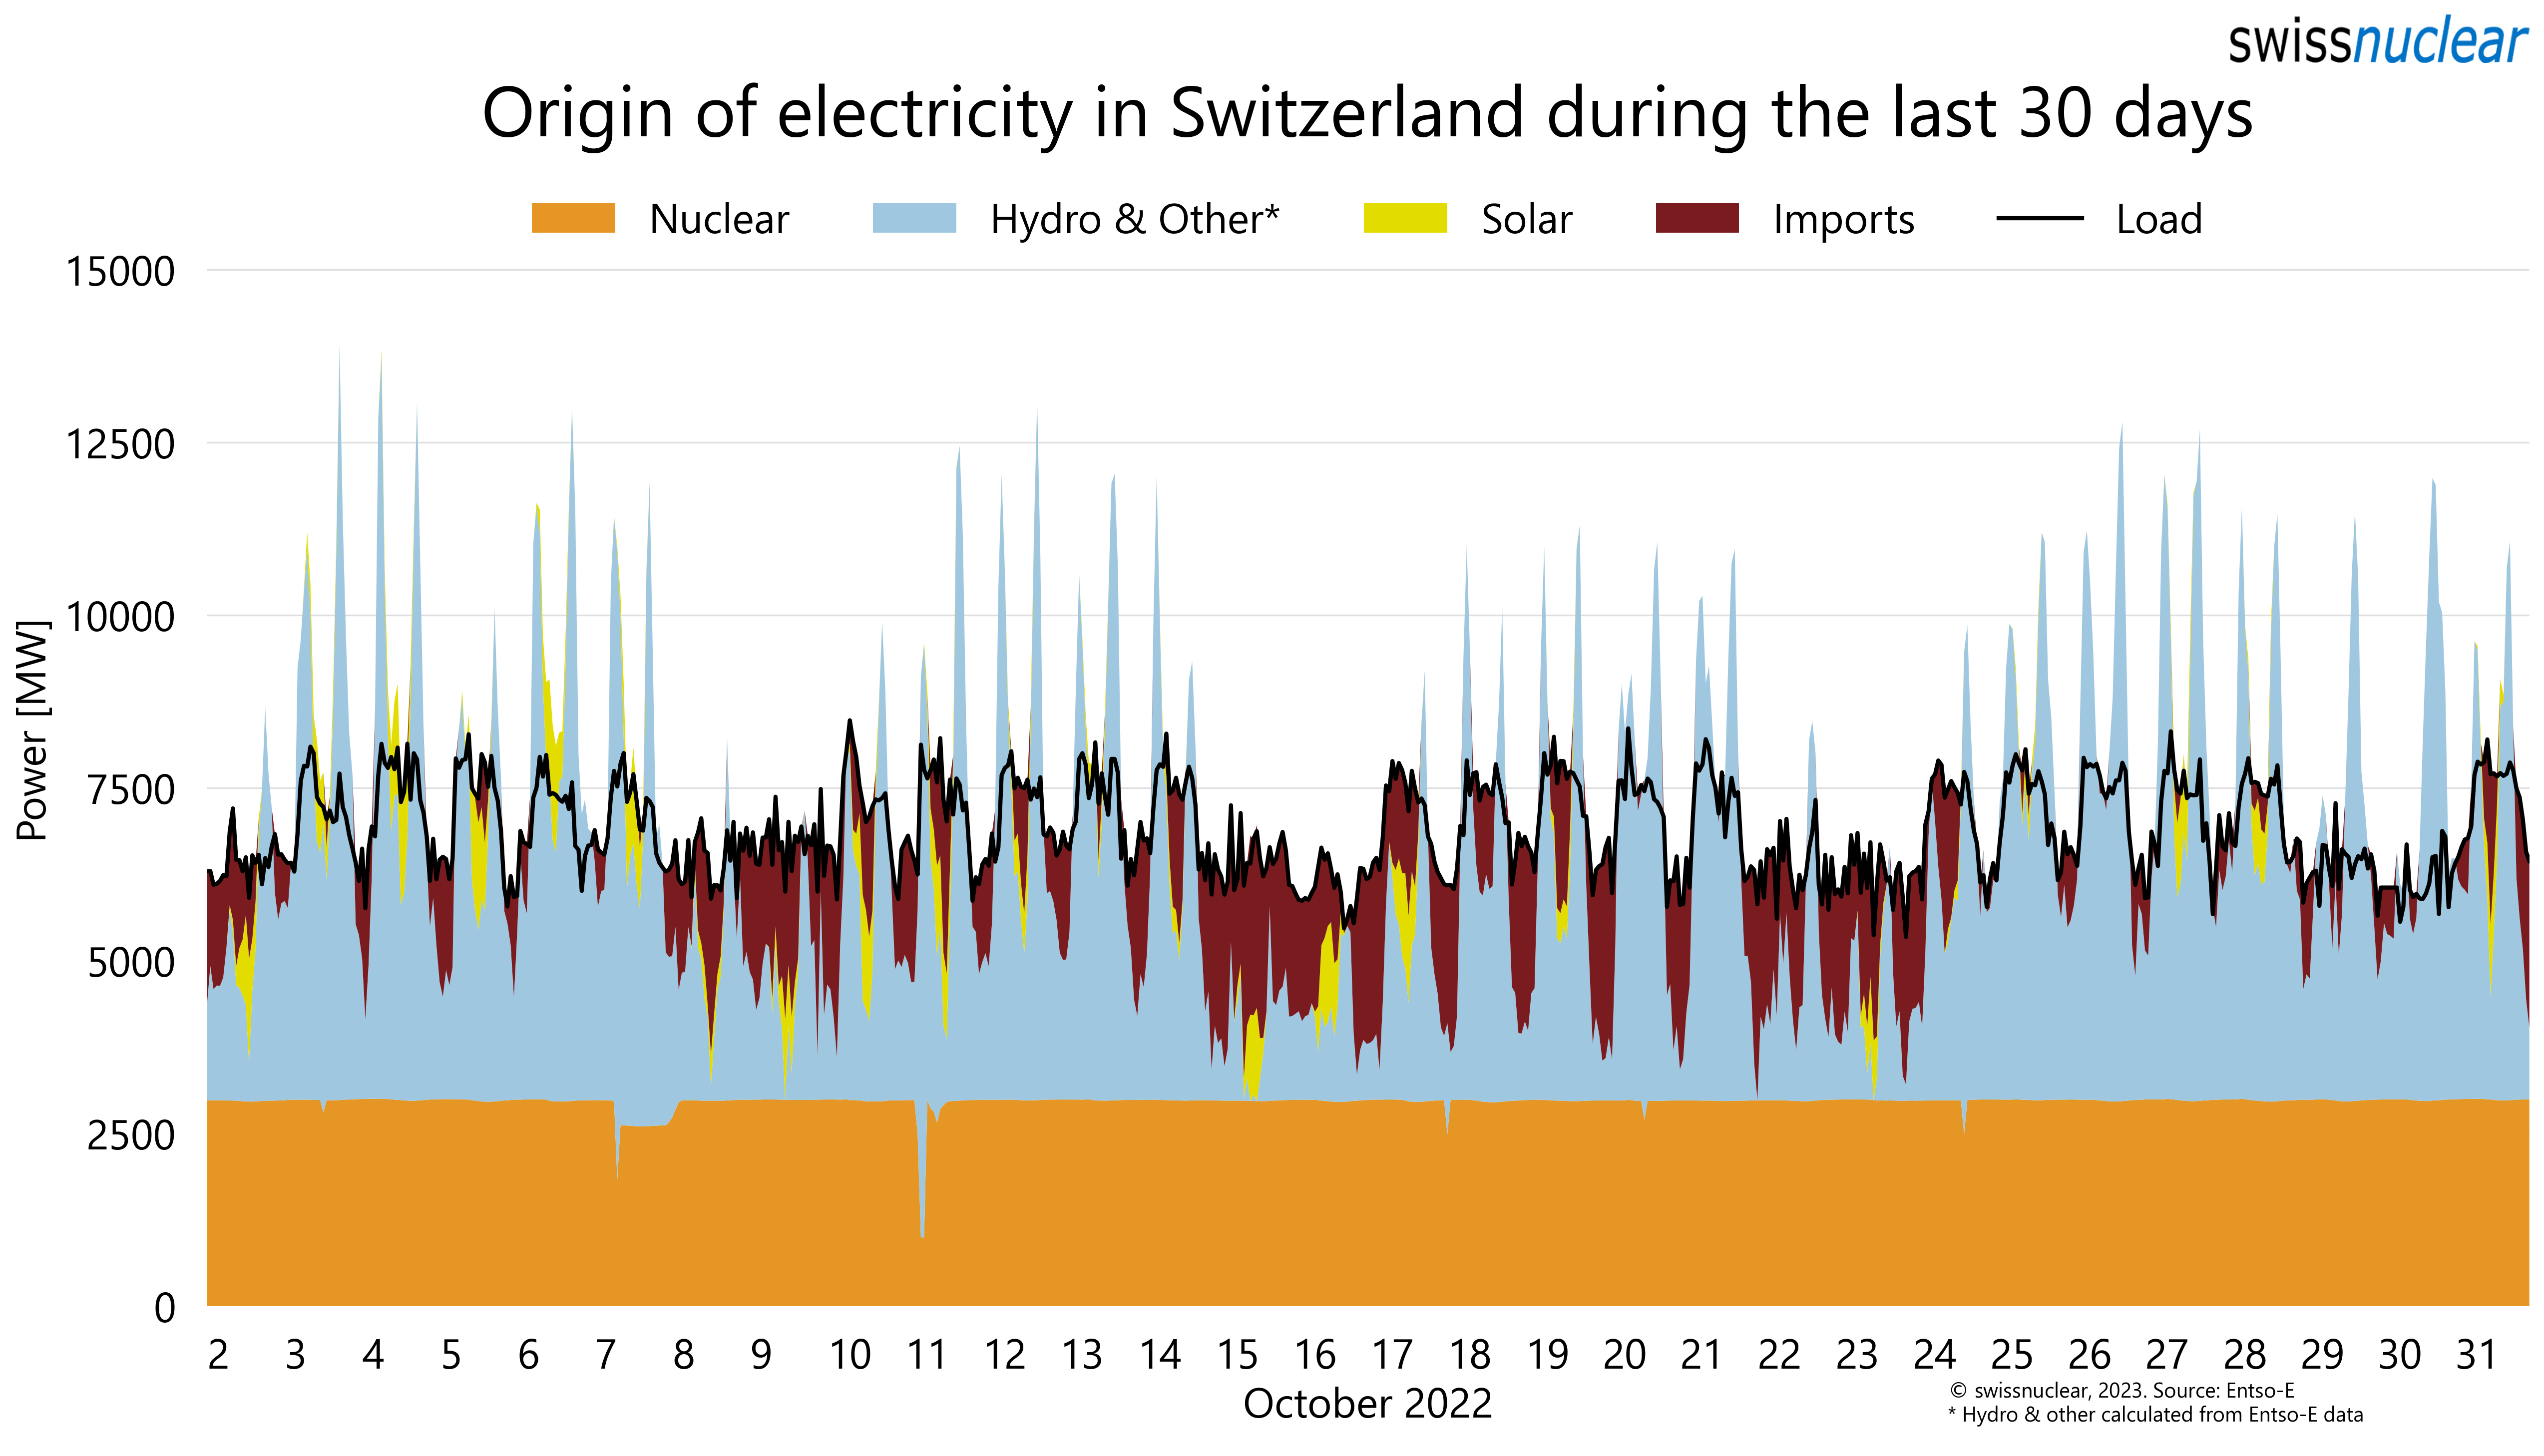 swissnuclear
Origin of electricity in Switzerland during the last 30 days
Nuclear Hydro & Other* Solar Imports Load
15000
12500
10000
7500
5000
2500
0
Power [MW]
2 3 4 5 6 7 8 9 10 11 12 13 14 15 16 17 18 19 20 21 22 23 24 25 26 27 28 29 30 31
October 2022
© swissnuclear, 2023. Source: Entso-E
* Hydro & other calculated from Entso-E data